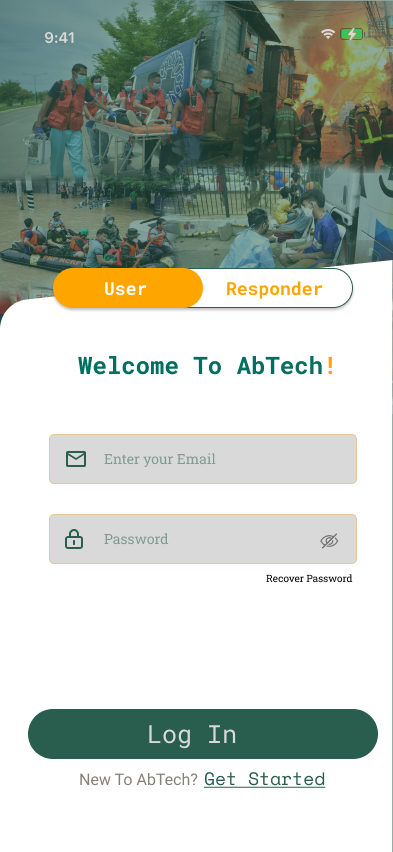 9:41
User Responder
Welcome To AbTech!
Enter your Email
Password
Recover Password
Log In
New To AbTech? Get Started